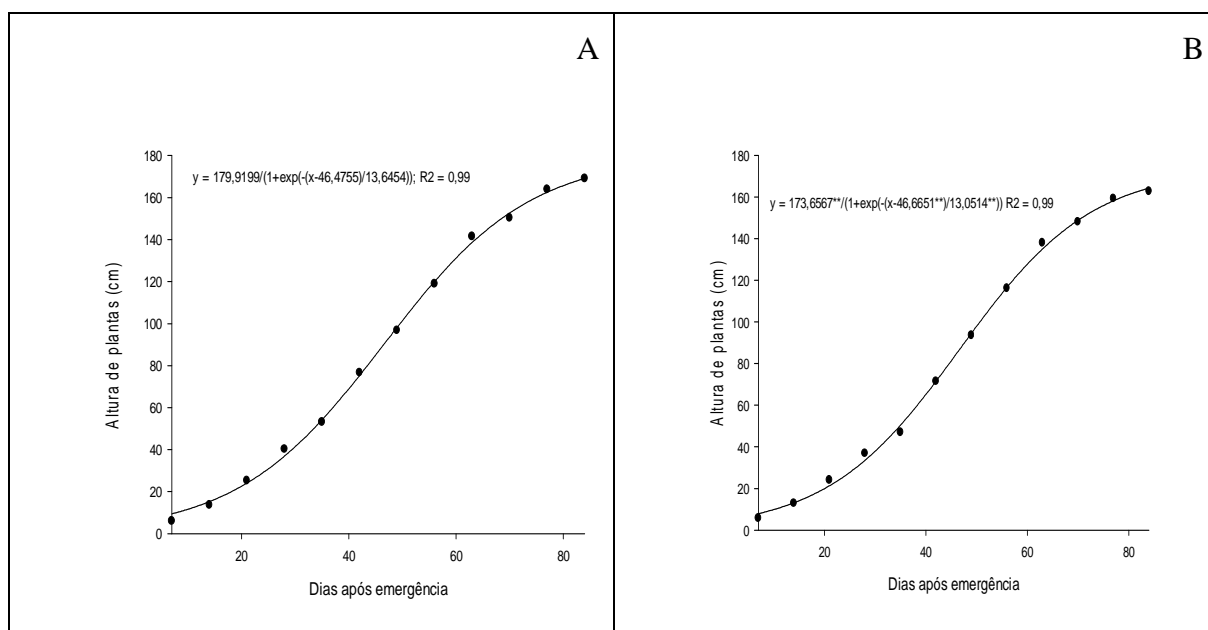 A
y = 179,9199/(1+exp(-(x-46,4755)/13,6454)); R2 = 0,99
180
160
140
120
100
80
60
40
20
0
Altura de plantas (cm)
20 40 60 80
Dias após emergência
B
y = 173,6567**/(1+exp(-(x-46,6651**)/13,0514**)) R2 = 0,99
180
160
140
120
100
80
60
40
20
0
Altura de plantas (cm)
20 40 60 80
Dias após emergência